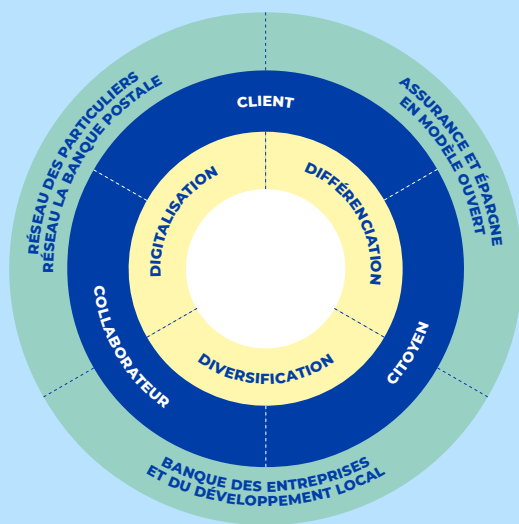 RÉSEAU DES PARTICULIERS
RÉSEAU LA BANQUE POSTALE
ASSURANCE ET ÉPARGNE
EN MODÈLE OUVERT
BANQUE DES ENTREPRISES
ET DU DÉVELOPPEMENT LOCAL
CLIENT
CITOYEN
COLLABORATEUR
DIGITALISATION
DIFFÉRENCIATION
DIVERSIFICATION